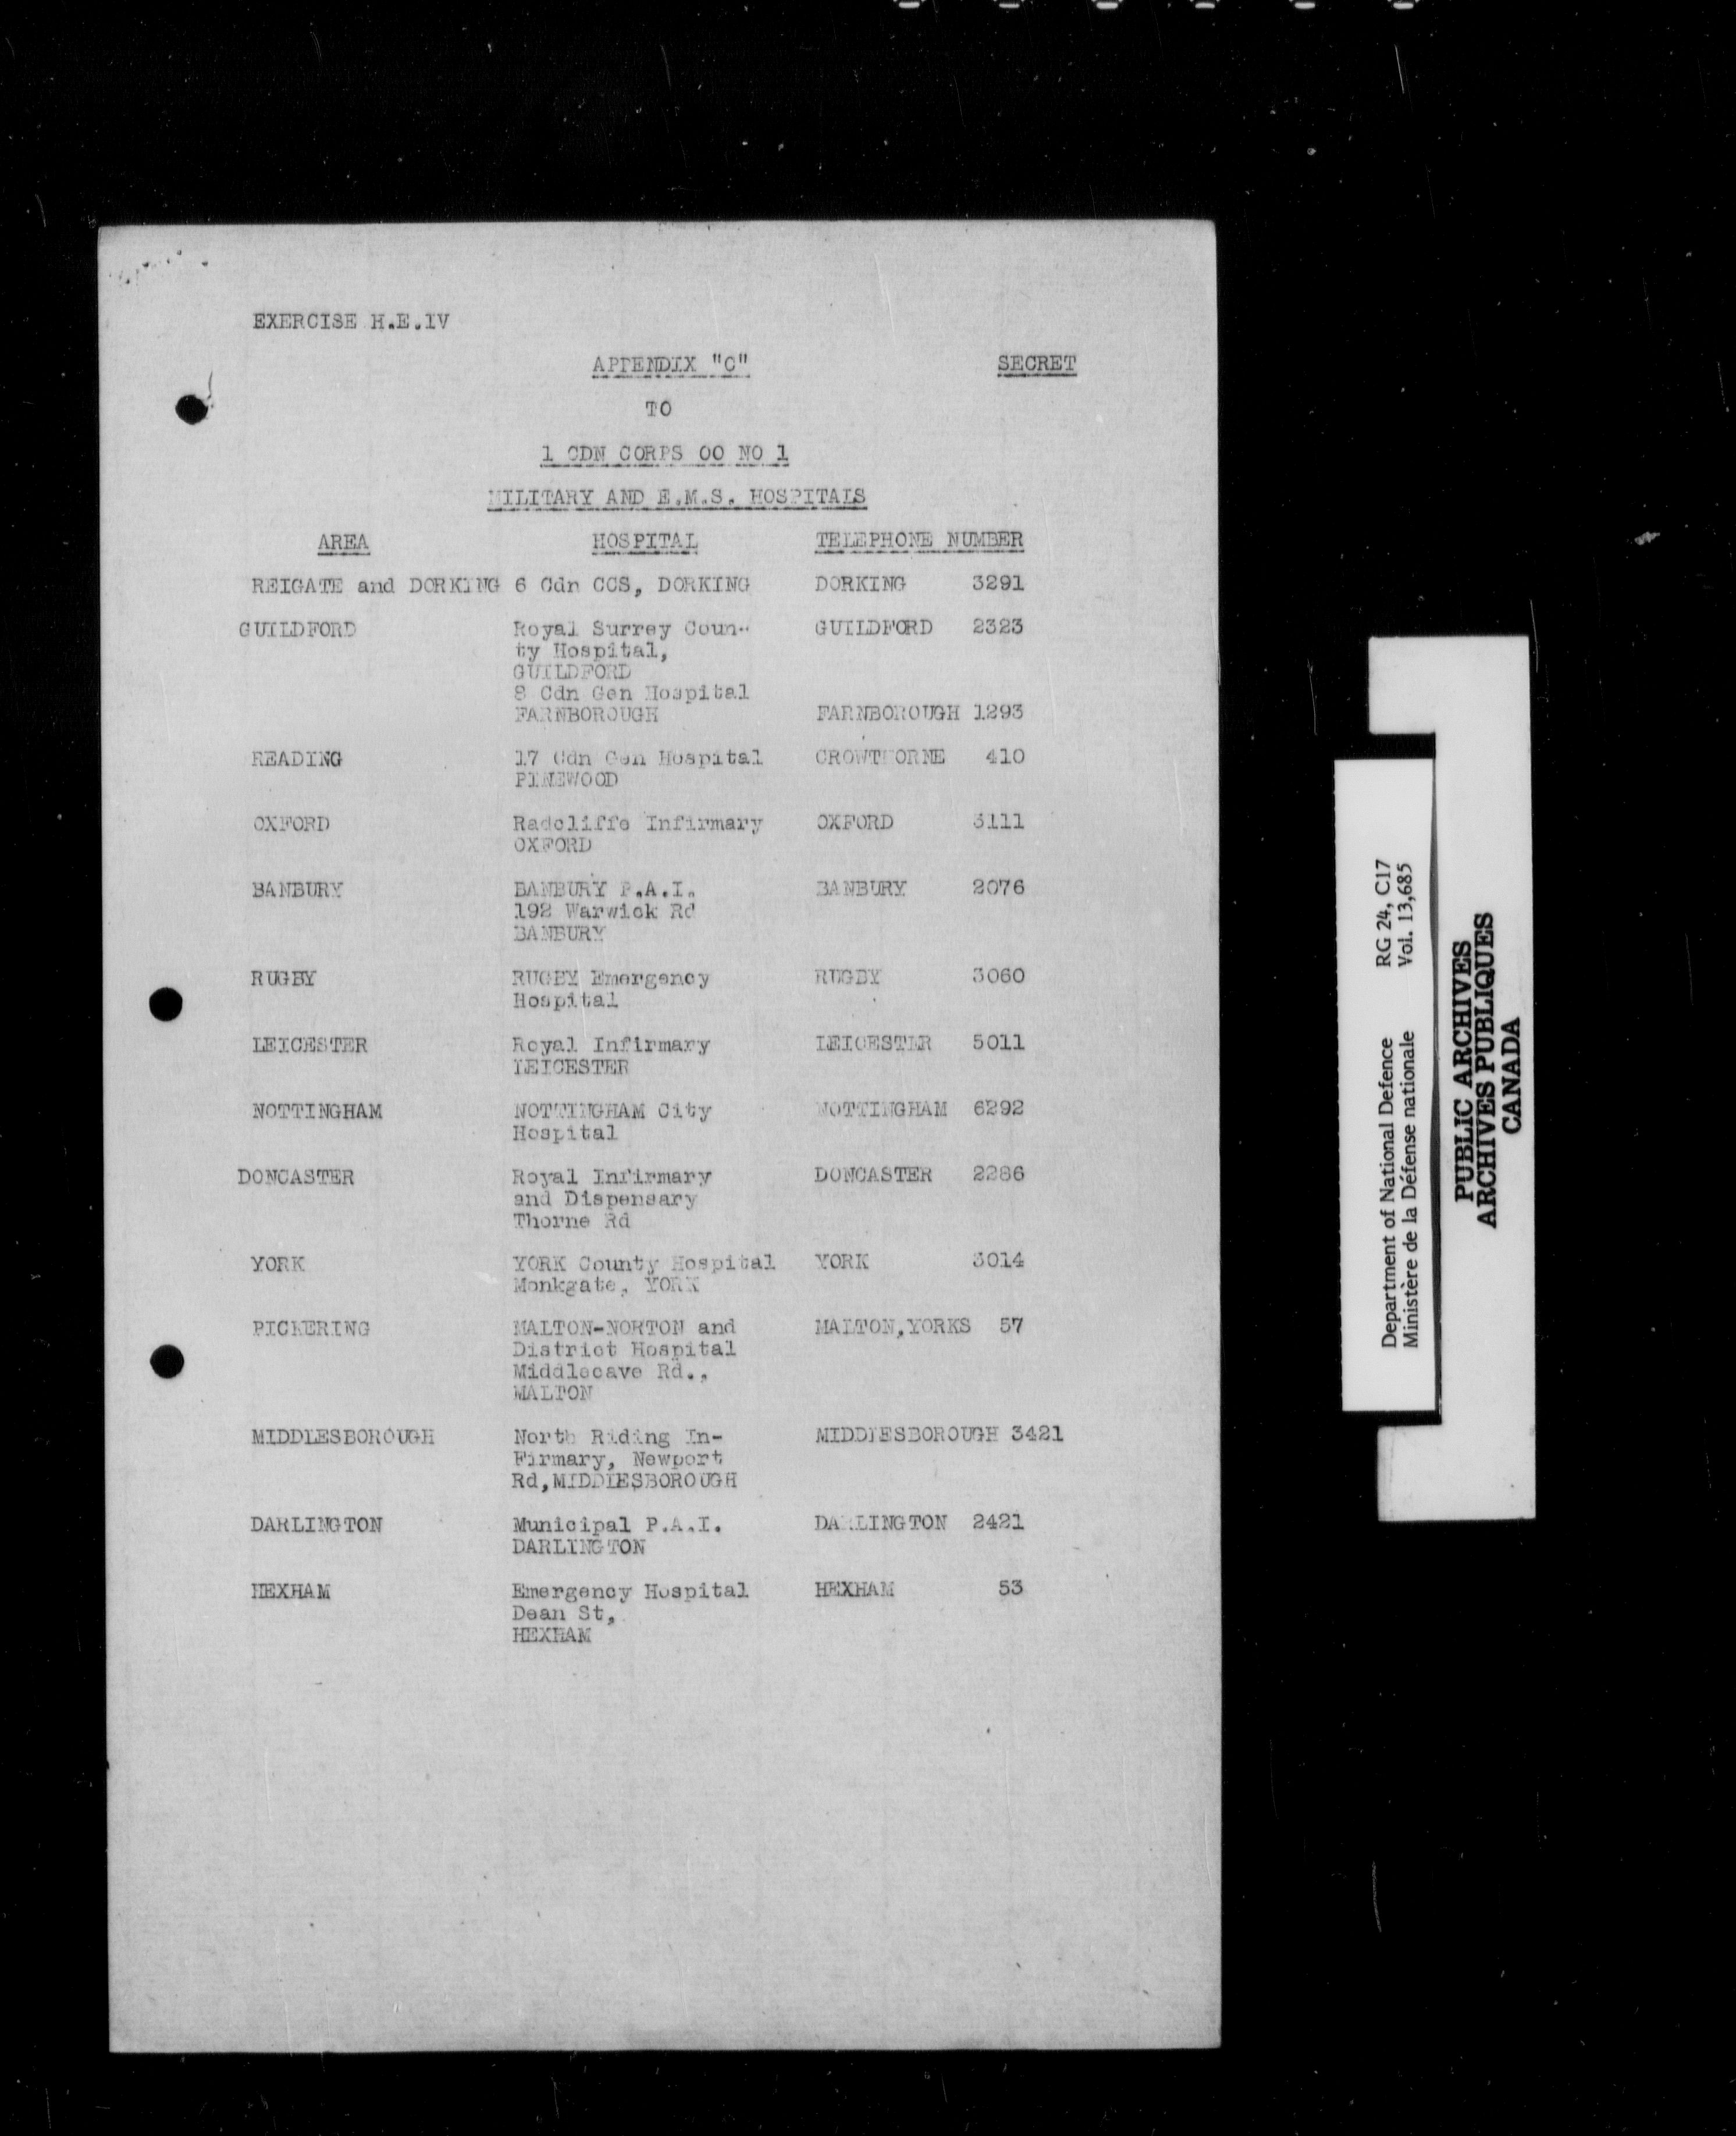 EXERCISE H.E.IV
APPENDIX "C" SECRET
TO
1 CDN CORPS OO NO 1
MILITARY AND E.M.S. HOSPITALS
AREA HOSPITAL TELEPHONE NUMBER
REIGATE and DORKING 6 Cdn CCS, DORKING DORKING 3291
GUILDFORD Royal Surrey Coun- GUILDFORD 2323
ty Hospital,
GUILDFORD
8 Cdn Gen Hospital
FARNBOROUGH FARNBOROUGH 1293
READING 17 Cdn Gen Hospital CROWTHORNE 410
PINEWOOD
OXFORD Radcliffe Infirmary OXFORD 3111
OXFORD
BANBURY BANBURY P.A.I. BANBURY 2076
192 Warwick Rd
BANBURY
RUGBY RUGBY Emergency RUGBY 3060
Hospital
LEICESTER Royal Infirmary LEICESTER 5011
LEICESTER
NOTTINGHAM NOTTINGHAM City NOTTINGHAM 6292
Hospital
DONCASTER Royal Infirmary DONCASTER 2286
and Dispensary
Thorne Rd
YORK YORK County Hospital YORK 3014
Monkgate, YORK
PICKERING MALTON-NORTON and MALTON,YORKS 57
District Hospital
Middlecave Rd.,
MALTON
MIDDLESBOROUGH North Riding In- MIDDLESBOROUGH 3421
Firmary, Newport
Rd,MIDDLESBOROUGH
DARLINGTON Municipal P.A.I. DARLINGTON 2421
DARLINGTON
HEXHAM Emergency Hospital HEXHAM 53
Dean St,
HEXHAM
Department of National Defence RG 24, C17
Ministère de la Défense nationale Vol. 13,685
PUBLIC ARCHIVES
ARCHIVES PUBLIQUES
CANADA